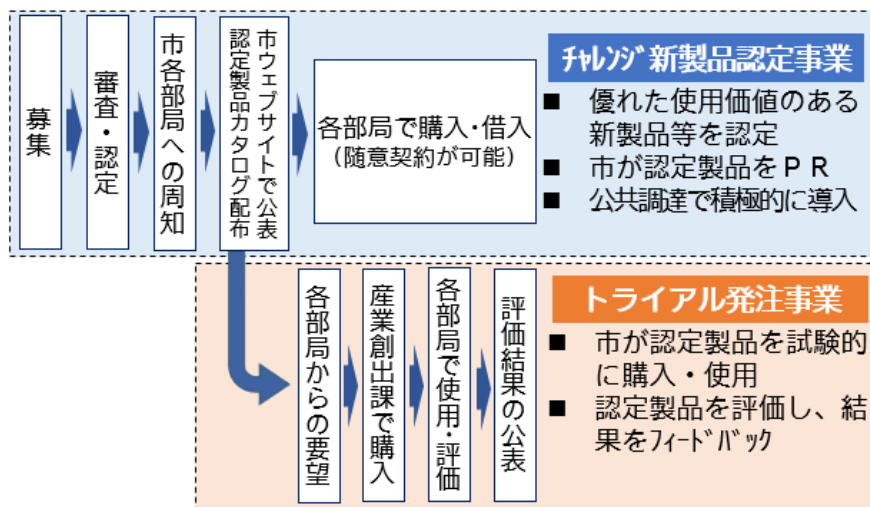 募集
審査・認定
市各部局への周知
市ウェブサイトで公表
認定製品カタログ配布
各部局で購入・借入
（随意契約が可能）
ﾁｬﾚﾝｼﾞ新製品認定事業
■ 優れた使用価値のある
新製品等を認定
■ 市が認定製品をＰＲ
■ 公共調達で積極的に導入
各部局からの要望
産業創出課で購入
各部局で使用・評価
評価結果の公表
トライアル発注事業
■ 市が認定製品を試験的
に購入・使用
■ 認定製品を評価し、結
果をﾌｨｰﾄﾞﾊﾞｯｸ